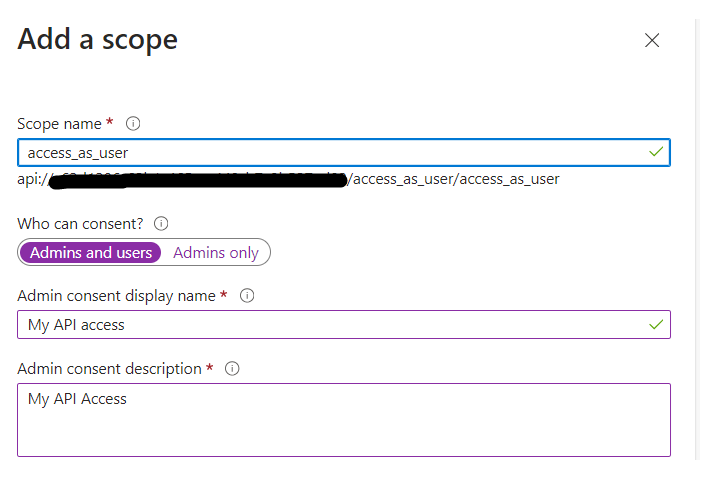 Add a scope
Scope name *
access_as_user
api:///access_as_user/access_as_user
Who can consent?
Admins and users Admins only
Admin consent display name *
My API access
Admin consent description *
My API Access